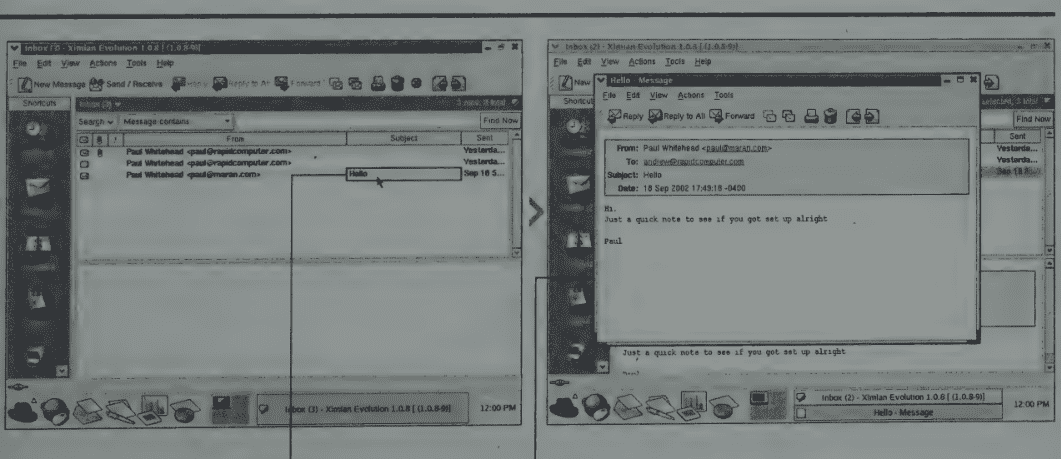 Inbox (3) - Ximian Evolution 1.0.8 [ (1.0.8-9)]
File Edit View Actions Tools Help
New Message Send / Receive Reply Reply to All Forward
Shortcuts Inbox (3)
Search Message contains Find Now
From Subject Sent
Paul Whitehead <paul@rapidcomputer.com> Yesterda...
Paul Whitehead <paul@rapidcomputer.com> Yesterda...
Paul Whitehead <paul@maran.com> Hello Sep 18 5...
Inbox (3) - Ximian Evolution 1.0.8 [ (1.0.8-9)] 12:00 PM
Inbox (2) - Ximian Evolution 1.0.8 [ (1.0.8-9)]
File Edit View Actions Tools Help
New
Hello - Message
File Edit View Actions Tools
Reply Reply to All Forward
Shortcut
Find Now
Sent
Yesterda...
Yesterda...
From: Paul Whitehead <paul@maran.com>
To: andrew@rapidcomputer.com
Subject: Hello
Date: 18 Sep 2002 17:49:18 -0400
Hi.
Just a quick note to see if you got set up alright
Paul
Just a quick note to see if you got set up alright
Inbox (2) - Ximian Evolution 1.0.8 [ (1.0.8-9)]
Hello - Message
12:00 PM